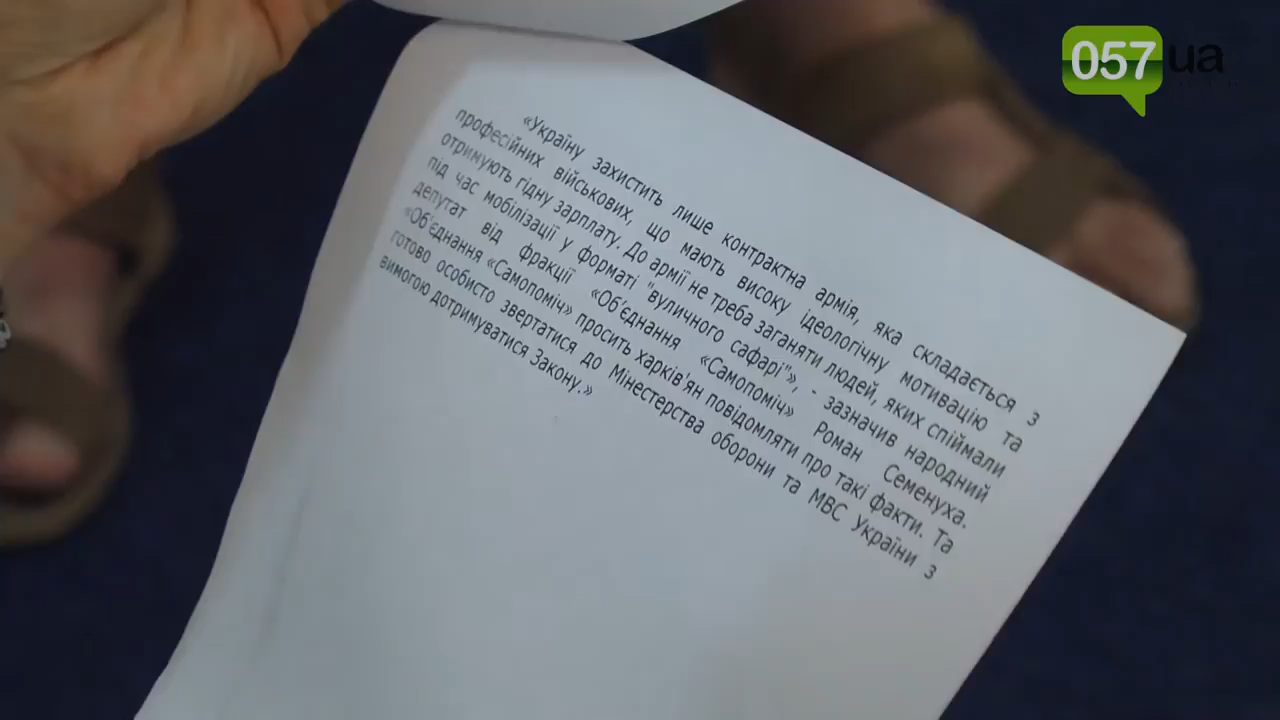 057 ua
«Україну захистить лише контрактна армія, яка складається з
професійних військових, що мають високу ідеологічну мотивацію та
отримують гідну зарплату. До армії не треба заганяти людей, яких спіймали
під час мобілізації у форматі "вуличного сафарі"», - зазначив народний
депутат від фракції «Об'єднання «Самопоміч» Роман Семенуха.
«Об'єднання «Самопоміч» просить харків'ян повідомляти про такі факти. Та
готово особисто звертатися до Мінестерства оборони та МВС України з
вимогою дотримуватися Закону.»